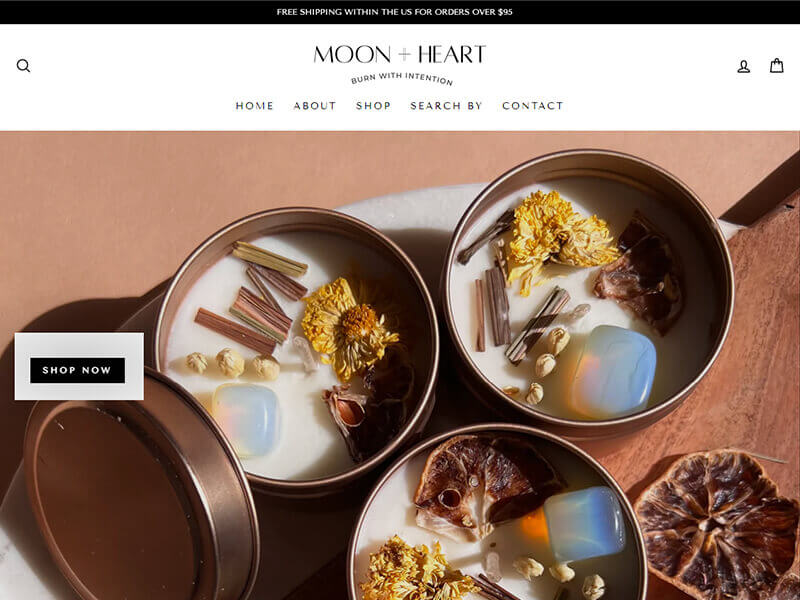 FREE SHIPPING WITHIN THE US FOR ORDERS OVER $95
MOON + HEART
BURN WITH INTENTION
HOME ABOUT SHOP SEARCH BY CONTACT
SHOP NOW